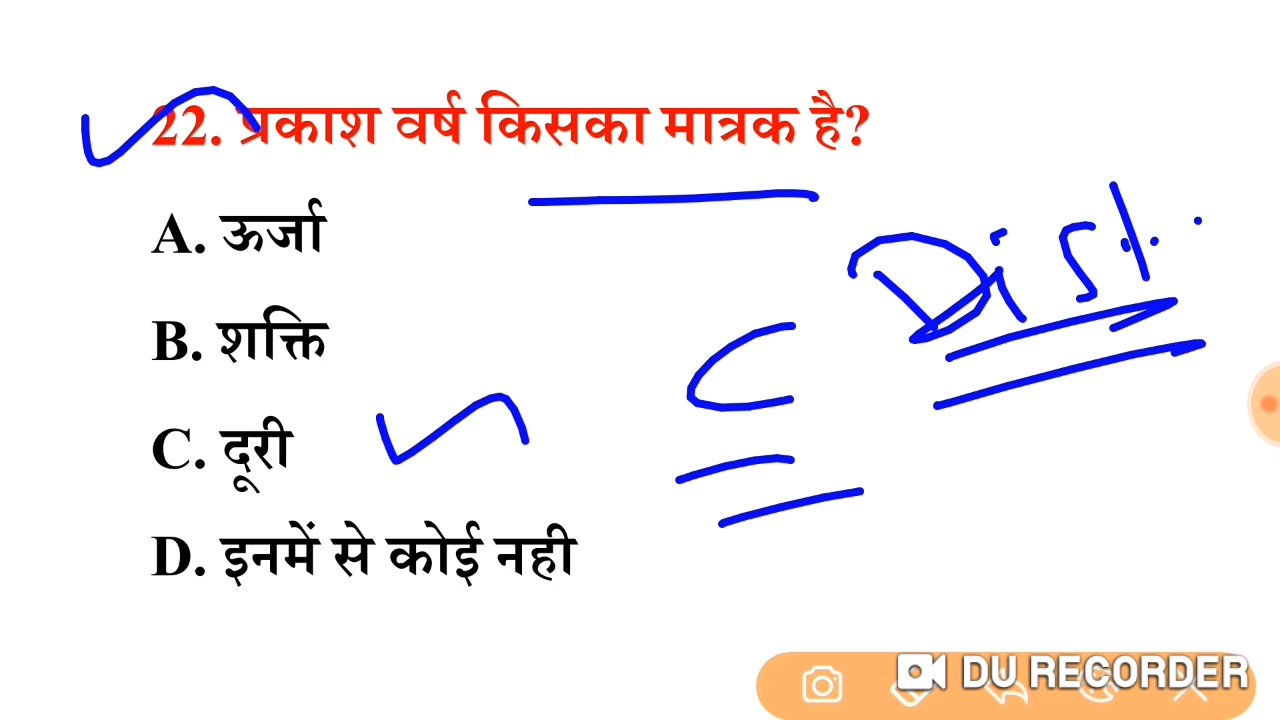 22. प्रकाश वर्ष किसका मात्रक है?
A. ऊर्जा
B. शक्ति
C. दूरी
D. इनमें से कोई नही
Dist.
C
DU RECORDER